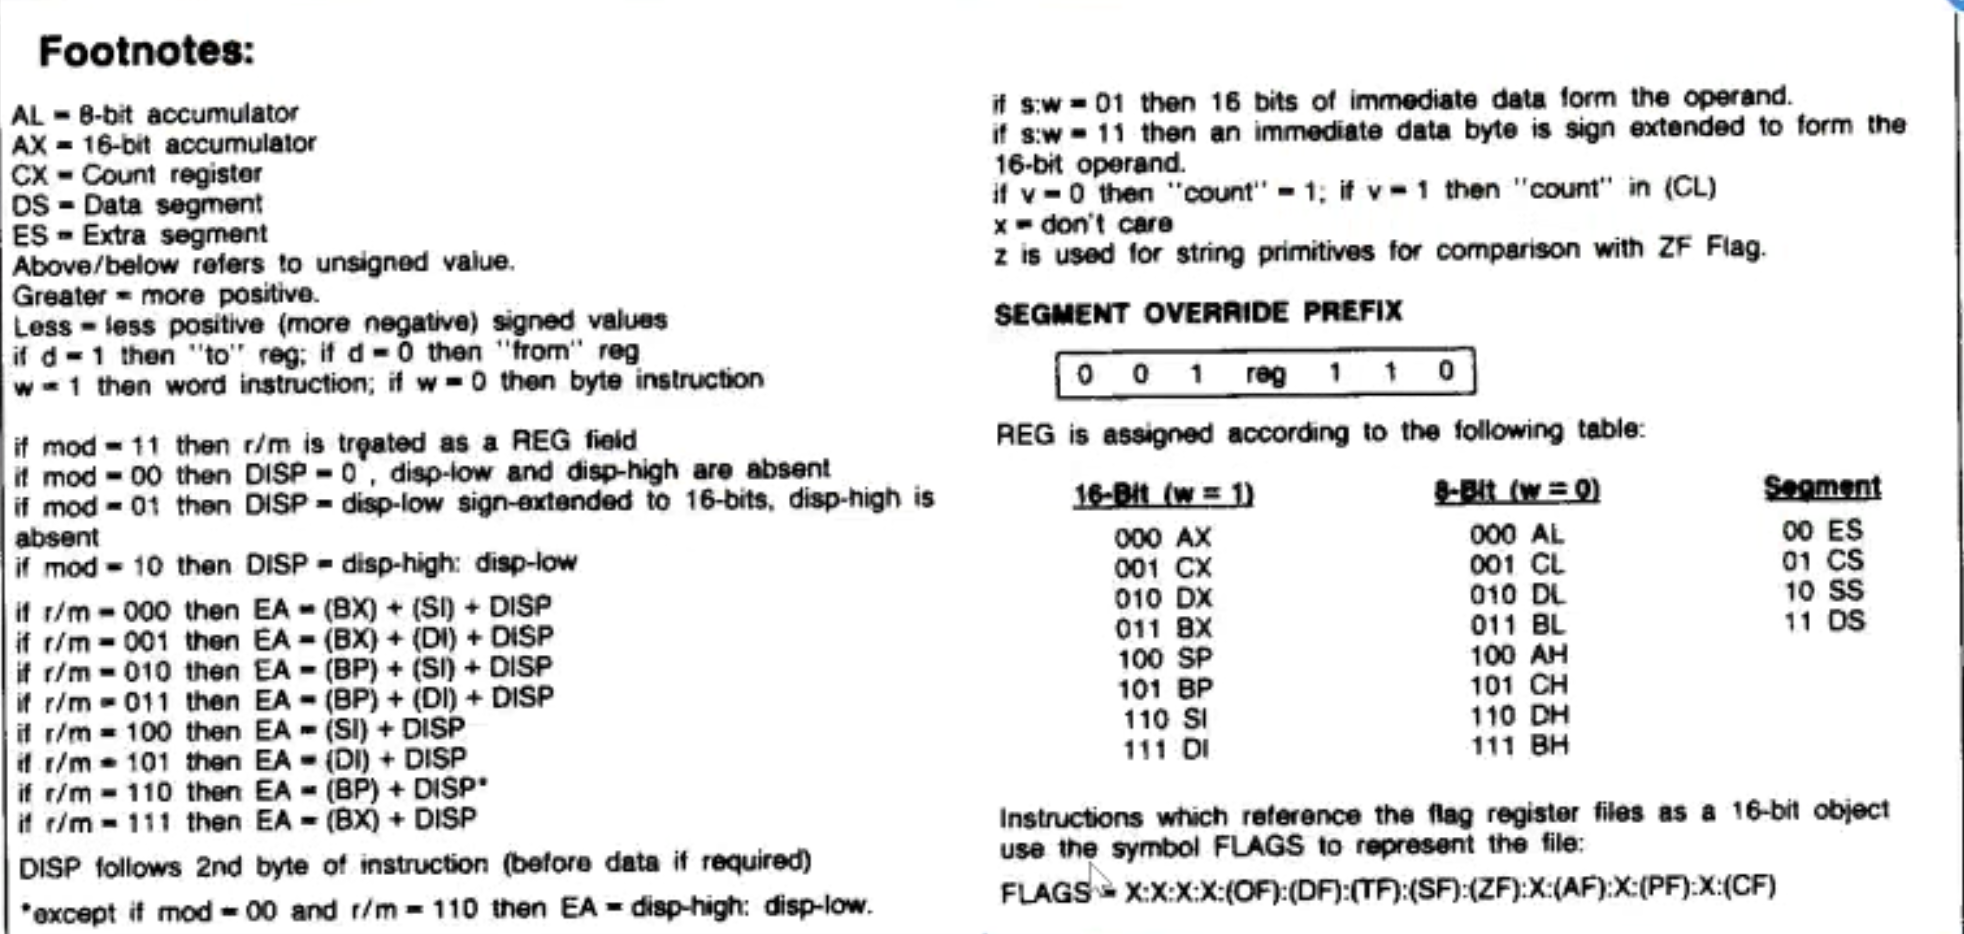 Footnotes:
AL = 8-bit accumulator
AX = 16-bit accumulator
CX = Count register
DS = Data segment
ES = Extra segment
Above/below refers to unsigned value.
Greater = more positive.
Less = less positive (more negative) signed values
if d = 1 then "to" reg; if d = 0 then "from" reg
w = 1 then word instruction; if w = 0 then byte instruction
if mod = 11 then r/m is treated as a REG field
if mod = 00 then DISP = 0*, disp-low and disp-high are absent
if mod = 01 then DISP = disp-low sign-extended to 16-bits, disp-high is
absent
if mod = 10 then DISP = disp-high: disp-low
if r/m = 000 then EA = (BX) + (SI) + DISP
if r/m = 001 then EA = (BX) + (DI) + DISP
if r/m = 010 then EA = (BP) + (SI) + DISP
if r/m = 011 then EA = (BP) + (DI) + DISP
if r/m = 100 then EA = (SI) + DISP
if r/m = 101 then EA = (DI) + DISP
if r/m = 110 then EA = (BP) + DISP*
if r/m = 111 then EA = (BX) + DISP
DISP follows 2nd byte of instruction (before data if required)
*except if mod = 00 and r/m = 110 then EA = disp-high: disp-low.
if s:w = 01 then 16 bits of immediate data form the operand.
if s:w = 11 then an immediate data byte is sign extended to form the
16-bit operand.
if v = 0 then "count" = 1; if v = 1 then "count" in (CL)
x = don't care
z is used for string primitives for comparison with ZF Flag.
SEGMENT OVERRIDE PREFIX
0 0 1 reg 1 1 0
REG is assigned according to the following table:
16-Bit (w = 1) 8-Bit (w = 0) Segment
000 AX 000 AL 00 ES
001 CX 001 CL 01 CS
010 DX 010 DL 10 SS
011 BX 011 BL 11 DS
100 SP 100 AH
101 BP 101 CH
110 SI 110 DH
111 DI 111 BH
Instructions which reference the flag register files as a 16-bit object
use the symbol FLAGS to represent the file:
FLAGS = X:X:X:X:(OF):(DF):(TF):(SF):(ZF):X:(AF):X:(PF):X:(CF)